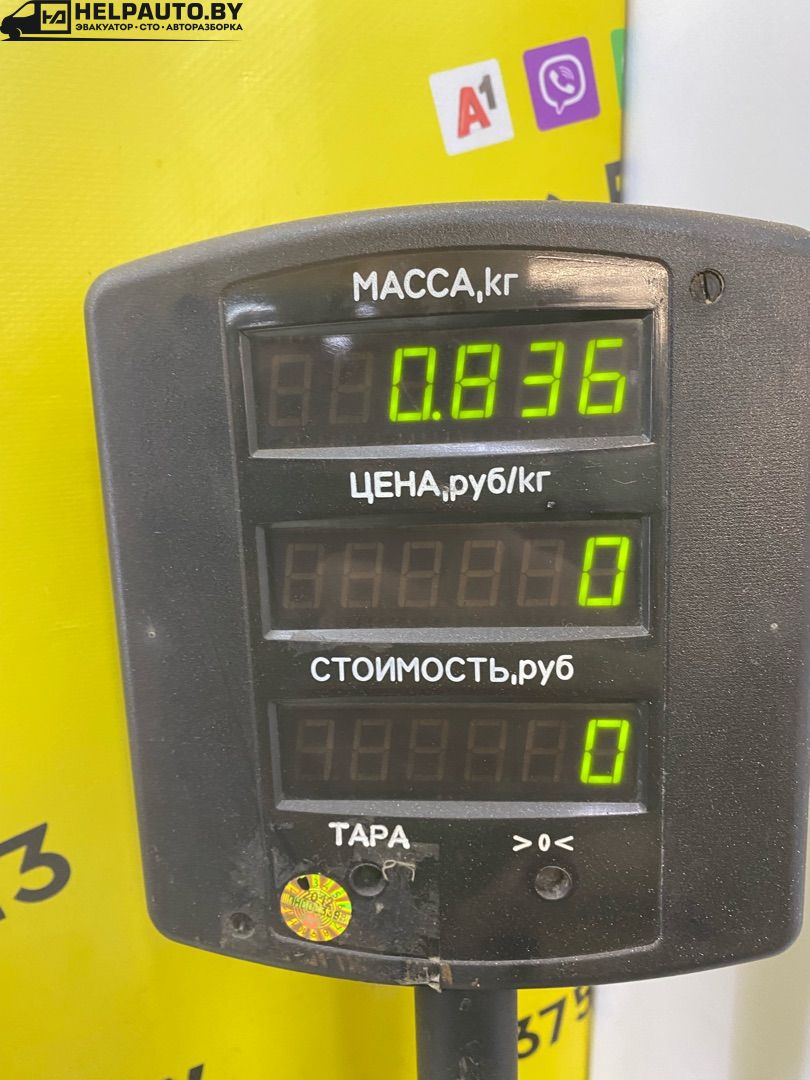 HELPAUTO.BY
ЭВАКУАТОР·СТО·АВТОРАЗБОРКА
A1
МАССА,кг
0.836
ЦЕНА,руб/кг
0
СТОИМОСТЬ,руб
0
ТАРА >0<
375